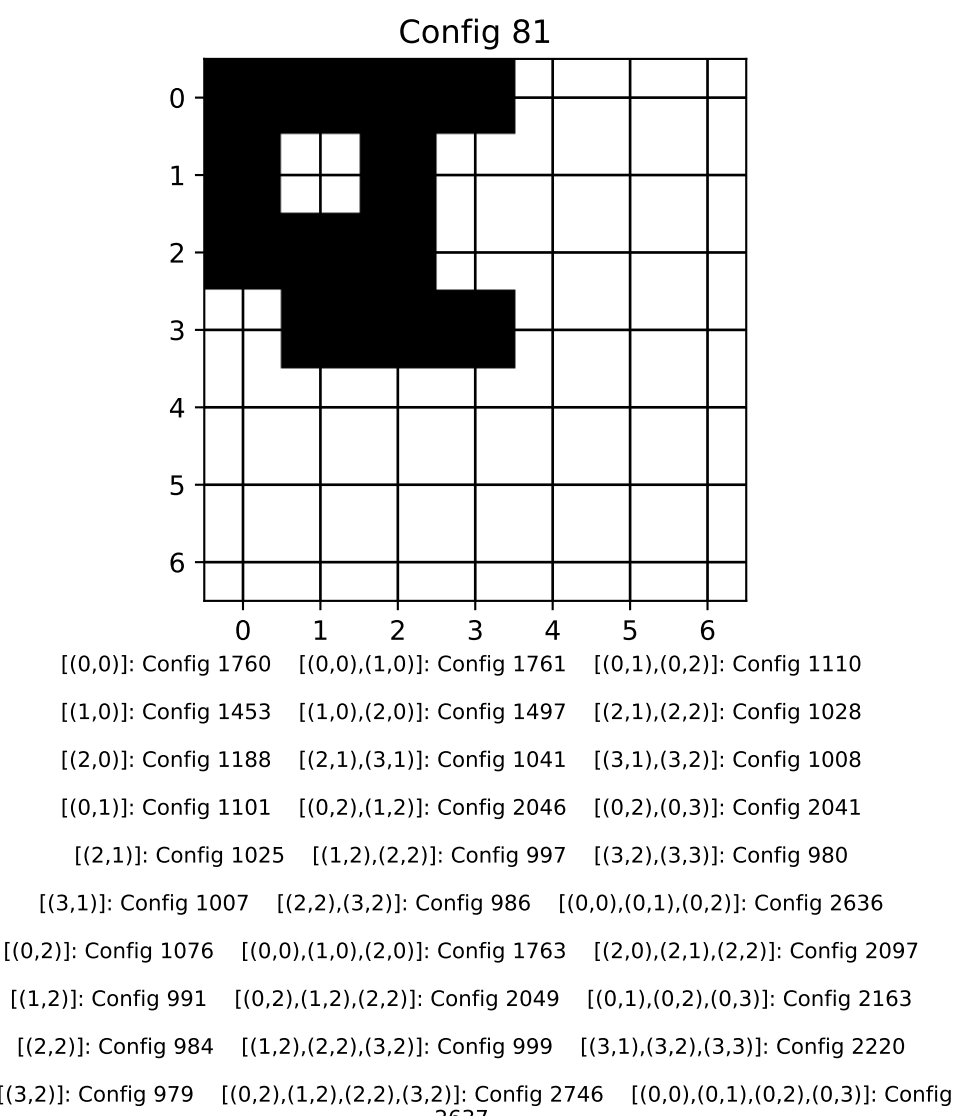 Config 81
0
1
2
3
4
5
6
0 1 2 3 4 5 6
[(0,0)]: Config 1760 [(0,0),(1,0)]: Config 1761 [(0,1),(0,2)]: Config 1110
[(1,0)]: Config 1453 [(1,0),(2,0)]: Config 1497 [(2,1),(2,2)]: Config 1028
[(2,0)]: Config 1188 [(2,1),(3,1)]: Config 1041 [(3,1),(3,2)]: Config 1008
[(0,1)]: Config 1101 [(0,2),(1,2)]: Config 2046 [(0,2),(0,3)]: Config 2041
[(2,1)]: Config 1025 [(1,2),(2,2)]: Config 997 [(3,2),(3,3)]: Config 980
[(3,1)]: Config 1007 [(2,2),(3,2)]: Config 986 [(0,0),(0,1),(0,2)]: Config 2636
[(0,2)]: Config 1076 [(0,0),(1,0),(2,0)]: Config 1763 [(2,0),(2,1),(2,2)]: Config 2097
[(1,2)]: Config 991 [(0,2),(1,2),(2,2)]: Config 2049 [(0,1),(0,2),(0,3)]: Config 2163
[(2,2)]: Config 984 [(1,2),(2,2),(3,2)]: Config 999 [(3,1),(3,2),(3,3)]: Config 2220
[(3,2)]: Config 979 [(0,2),(1,2),(2,2),(3,2)]: Config 2746 [(0,0),(0,1),(0,2),(0,3)]: Config